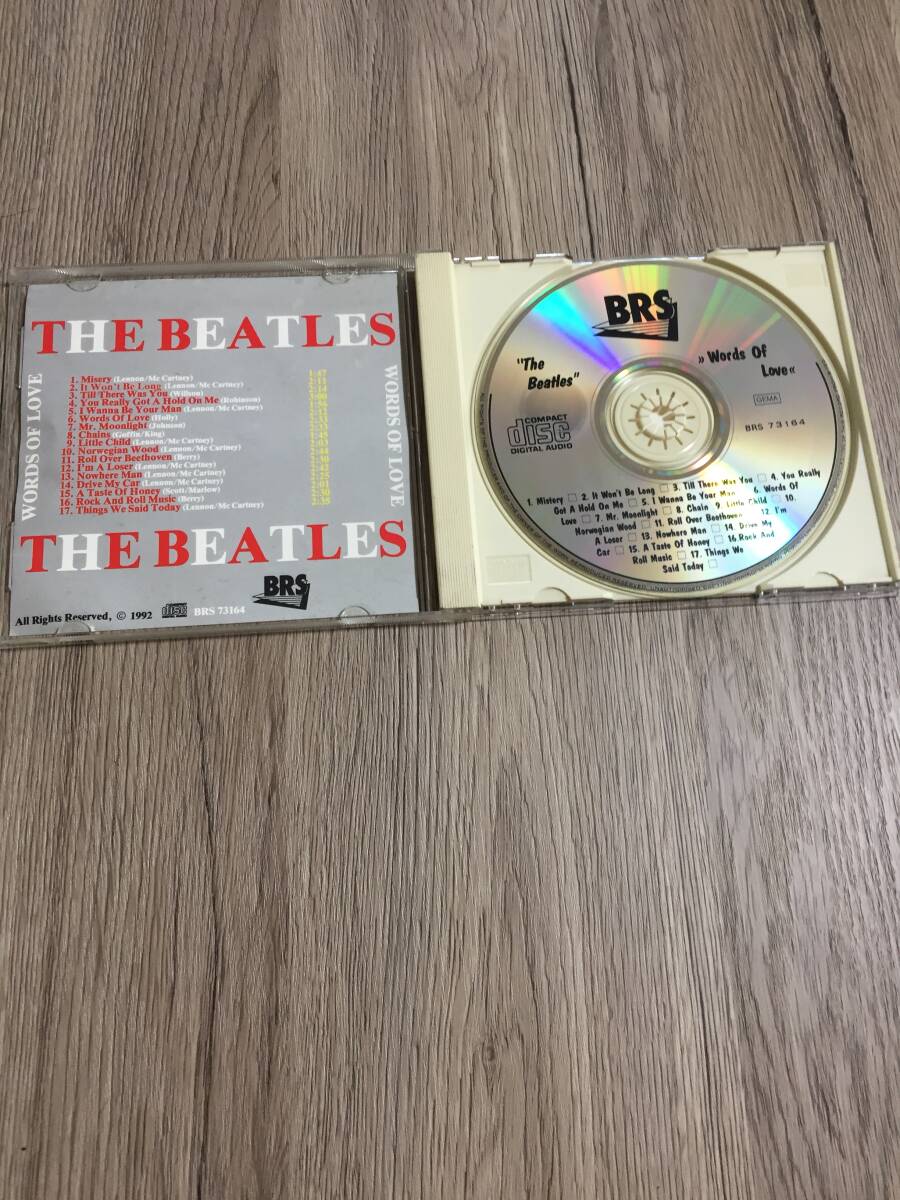 THE BEATLES
WORDS OF LOVE
1. Misery (Lennon/Mc Cartney)
2. It Won't Be Long (Lennon/Mc Cartney)
3. Till There Was You (Willson)
4. You Really Got A Hold On Me (Robinson)
5. I Wanna Be Your Man (Lennon/Mc Cartney)
6. Words Of Love (Holly)
7. Mr. Moonlight (Johnson)
8. Chains (Goffin/King)
9. Little Child (Lennon/Mc Cartney)
10. Norwegian Wood (Lennon/Mc Cartney)
11. Roll Over Beethoven (Berry)
12. I'm A Loser (Lennon/Mc Cartney)
13. Nowhere Man (Lennon/Mc Cartney)
14. Drive My Car (Lennon/Mc Cartney)
15. A Taste Of Honey (Scott/Marlow)
16. Rock And Roll Music (Berry)
17. Things We Said Today (Lennon/Mc Cartney)
WORDS OF LOVE
THE BEATLES
BRS
All Rights Reserved, © 1992 disc BRS 73164
BRS
"The
Beatles"
» Words Of
Love «
COMPACT
disc
DIGITAL AUDIO
GEMA
BRS 73164
1. Mistery □ 2. It Won't Be Long □ 3. Till There Was You □ 4. You Really
Got A Hold On Me □ 5. I Wanna Be Your Man □ 6. Words Of
Love □ 7. Mr. Moonlight □ 8. Chain □ 9. Little Child □ 10.
Norwegian Wood □ 11. Roll Over Beethoven □ 12. I'm
A Loser □ 13. Nowhere Man □ 14. Drive My
Car □ 15. A Taste Of Honey □ 16. Rock And
Roll Music □ 17. Things We
Said Today □